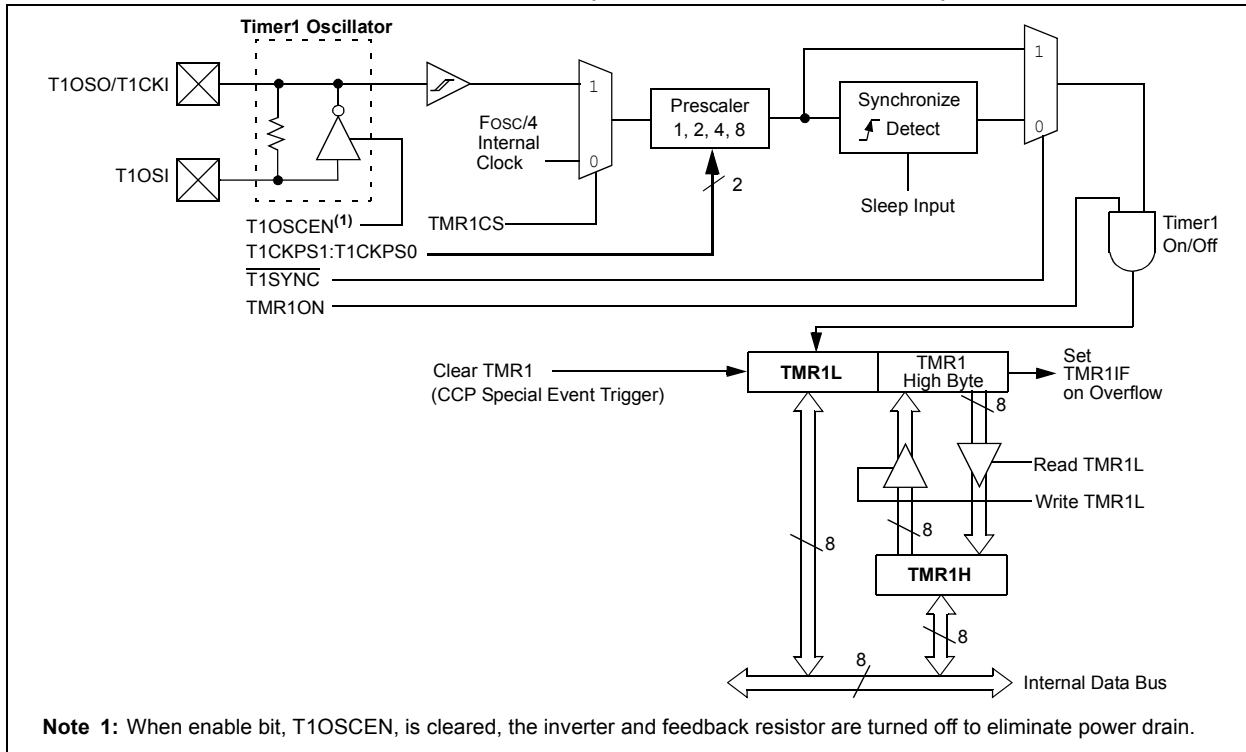 Timer1 Oscillator
T1OSO/T1CKI
T1OSI
T1OSCEN(1)
T1CKPS1:T1CKPS0
T1SYNC
TMR1ON
FOSC/4
Internal
Clock
1
0
TMR1CS
Prescaler
1, 2, 4, 8
2
Synchronize
Detect
Sleep Input
1
0
Timer1
On/Off
Clear TMR1
(CCP Special Event Trigger)
TMR1L
TMR1
High Byte
Set
TMR1IF
on Overflow
8
Read TMR1L
Write TMR1L
8
8
TMR1H
8
8
Internal Data Bus
Note 1: When enable bit, T1OSCEN, is cleared, the inverter and feedback resistor are turned off to eliminate power drain.